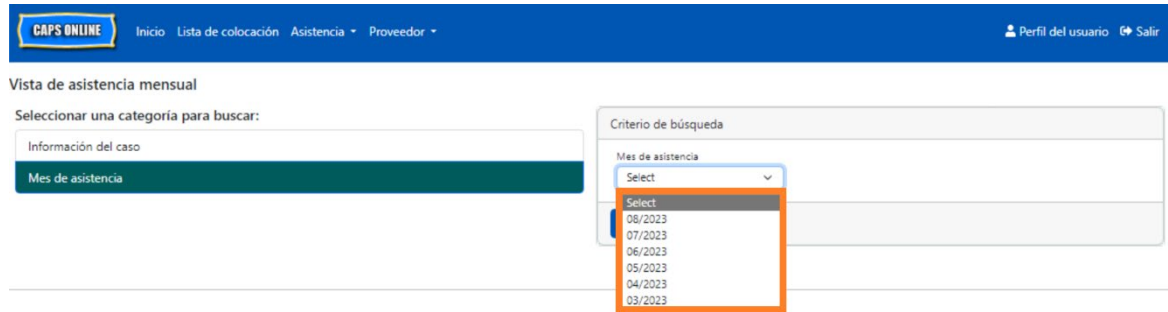 CAPS ONLINE Inicio Lista de colocación Asistencia Proveedor Perfil del usuario Salir
Vista de asistencia mensual
Seleccionar una categoría para buscar:
Información del caso
Mes de asistencia
Criterio de búsqueda
Mes de asistencia
Select
Select
08/2023
07/2023
06/2023
05/2023
04/2023
03/2023